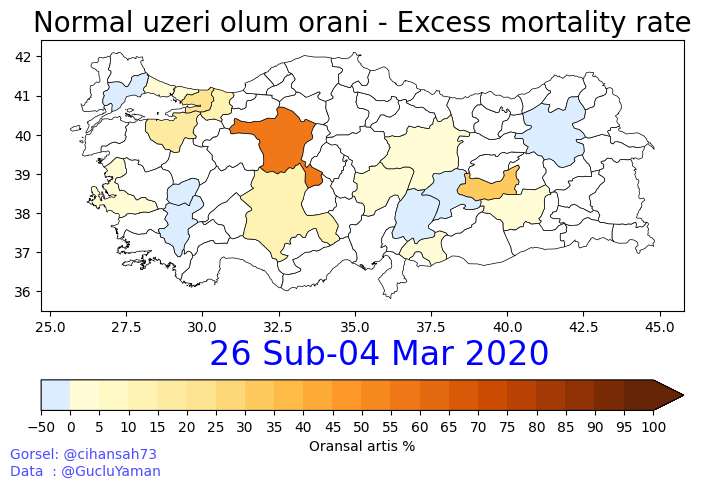 Normal uzeri olum orani - Excess mortality rate
42
41
40
39
38
37
36
25.0 27.5 30.0 32.5 35.0 37.5 40.0 42.5 45.0
26 Sub-04 Mar 2020
−50 0 5 10 15 20 25 30 35 40 45 50 55 60 65 70 75 80 85 90 95 100
Oransal artis %
Gorsel: @cihansah73
Data : @GucluYaman